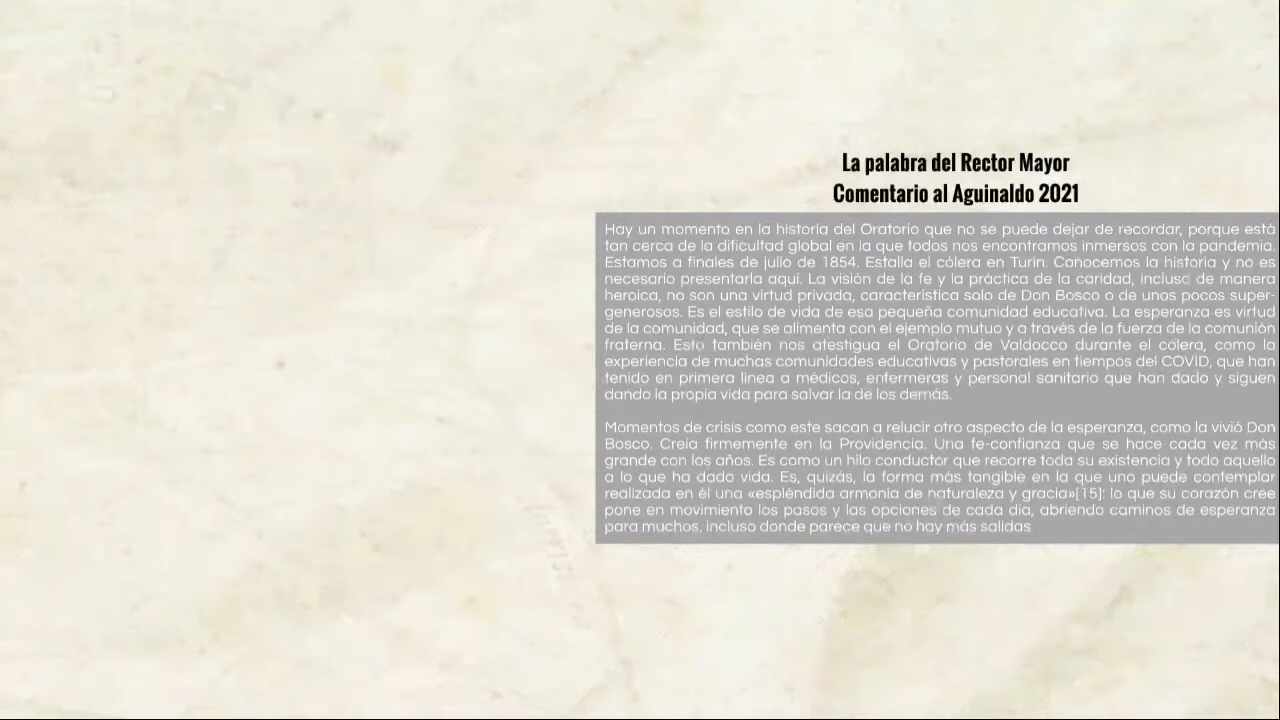 La palabra del Rector Mayor
Comentario al Aguinaldo 2021
Hay un momento en la historia del Oratorio que no se puede dejar de recordar, porque está
tan cerca de la dificultad global en la que todos nos encontramos inmersos con la pandemia.
Estamos a finales de julio de 1854. Estalla el cólera en Turín. Conocemos la historia y no es
necesario presentarla aquí. La visión de la fe y la práctica de la caridad, incluso de manera
heroica, no son una virtud privada, característica solo de Don Bosco o de unos pocos super-
generosos. Es el estilo de vida de esa pequeña comunidad educativa. La esperanza es virtud
de la comunidad, que se alimenta con el ejemplo mutuo y a través de la fuerza de la comunión
fraterna. Esto también nos atestigua el Oratorio de Valdocco durante el cólera, como la
experiencia de muchas comunidades educativas y pastorales en tiempos del COVID, que han
tenido en primera línea a médicos, enfermeras y personal sanitario que han dado y siguen
dando la propia vida para salvar la de los demás.
Momentos de crisis como este sacan a relucir otro aspecto de la esperanza, como la vivió Don
Bosco. Creía firmemente en la Providencia. Una fe-confianza que se hace cada vez más
grande con los años. Es como un hilo conductor que recorre toda su existencia y todo aquello
a lo que ha dado vida. Es, quizás, la forma más tangible en la que uno puede contemplar
realizada en él una «espléndida armonía de naturaleza y gracia»[15]: lo que su corazón cree
pone en movimiento los pasos y las opciones de cada día, abriendo caminos de esperanza
para muchos, incluso donde parece que no hay más salidas